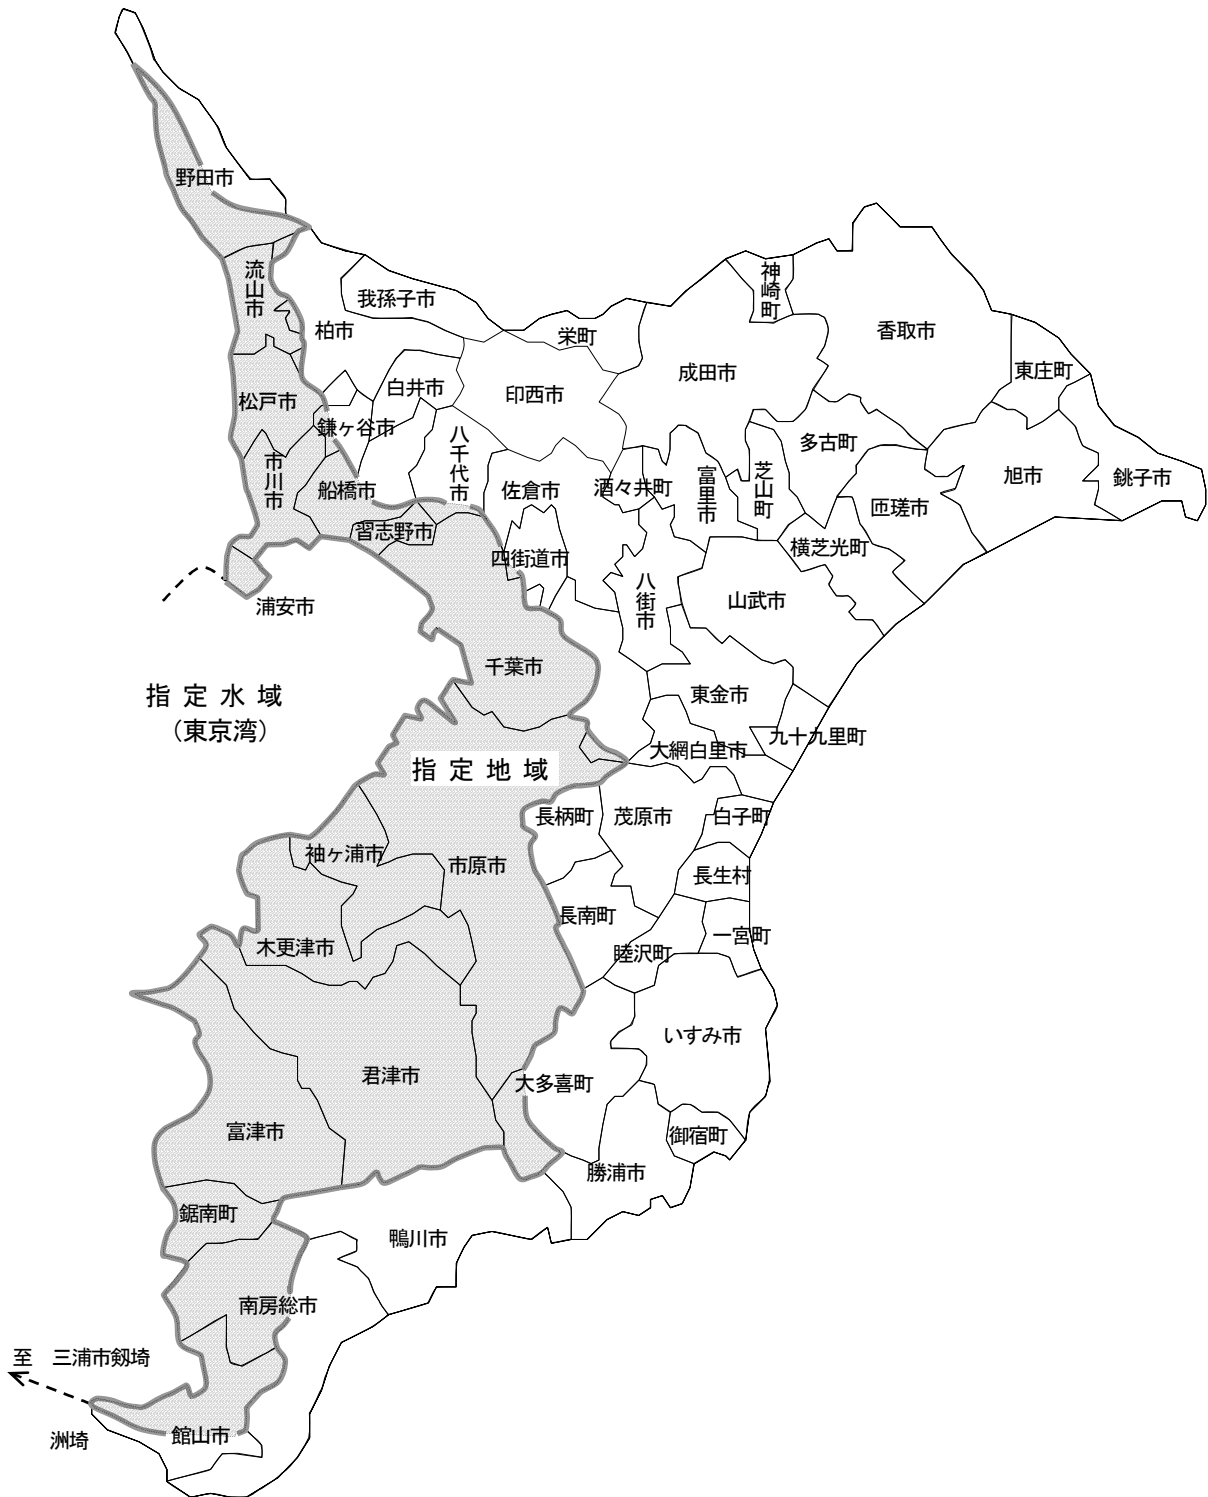 野田市
流山市
我孫子市
柏市
松戸市
鎌ヶ谷市
白井市
市川市
船橋市
八千代市
習志野市
浦安市
栄町
印西市
神崎町
香取市
成田市
東庄町
多古町
旭市
銚子市
匝瑳市
佐倉市
酒々井町
富里市
芝山町
横芝光町
四街道市
八街市
山武市
千葉市
東金市
大網白里市
九十九里町
指定水域
（東京湾）
指定地域
長柄町
茂原市
白子町
袖ヶ浦市
市原市
長生村
長南町
一宮町
木更津市
睦沢町
いすみ市
君津市
大多喜町
富津市
御宿町
勝浦市
鋸南町
鴨川市
南房総市
至　三浦市剱埼
館山市
洲埼